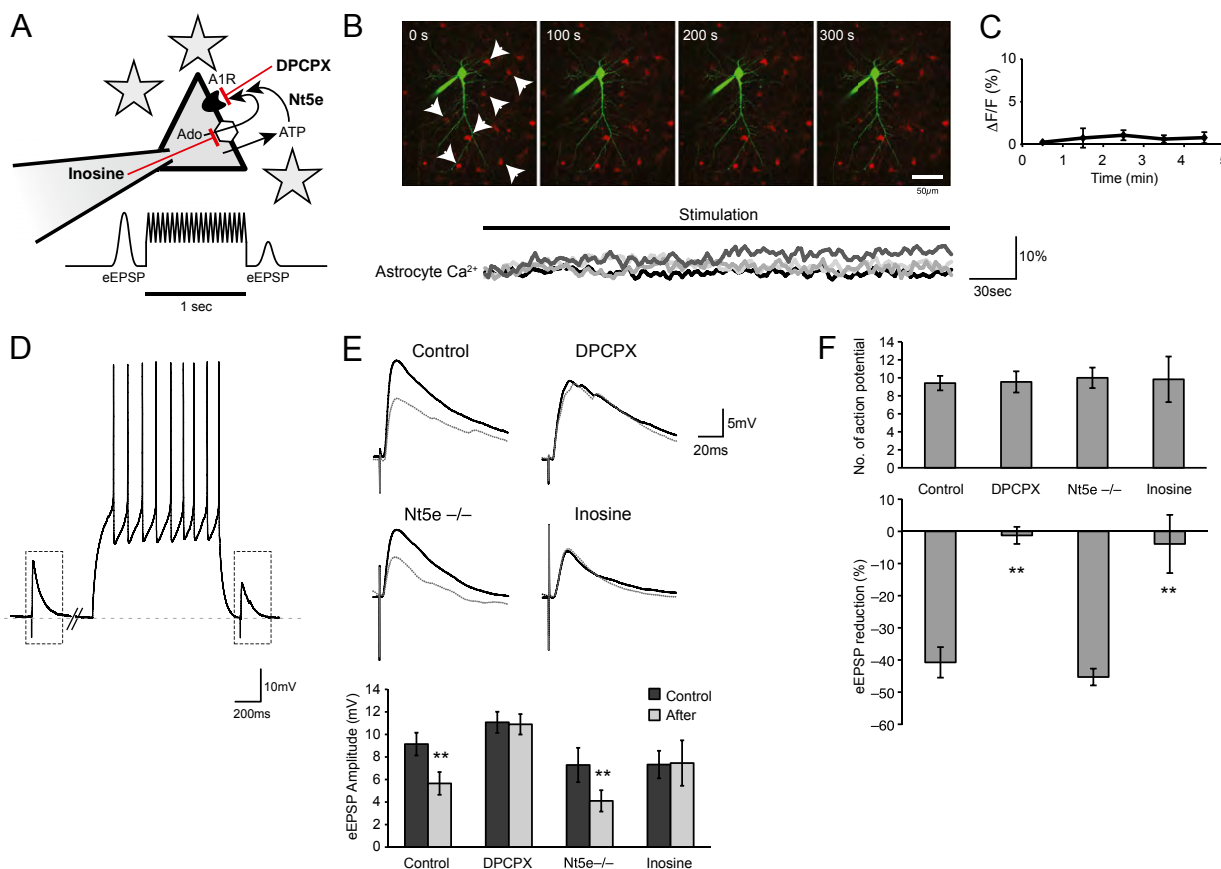 A
DPCPX
A1R
Nt5e
Ado
ATP
Inosine
eEPSP
eEPSP
1 sec
B
0 s
100 s
200 s
300 s
50µm
Stimulation
Astrocyte Ca²⁺
10%
30sec
C
ΔF/F (%)
10
5
0
0 1 2 3 4 5
Time (min)
D
10mV
200ms
E
Control
DPCPX
5mV
20ms
Nt5e –/–
Inosine
eEPSP Amplitude (mV)
14
12
10
8
6
4
2
0
Control
After
**
**
Control DPCPX Nt5e–/– Inosine
F
No. of action potential
14
12
10
8
6
4
2
0
Control DPCPX Nt5e –/– Inosine
eEPSP reduction (%)
0
–10
–20
–30
–40
–50
–60
**
**